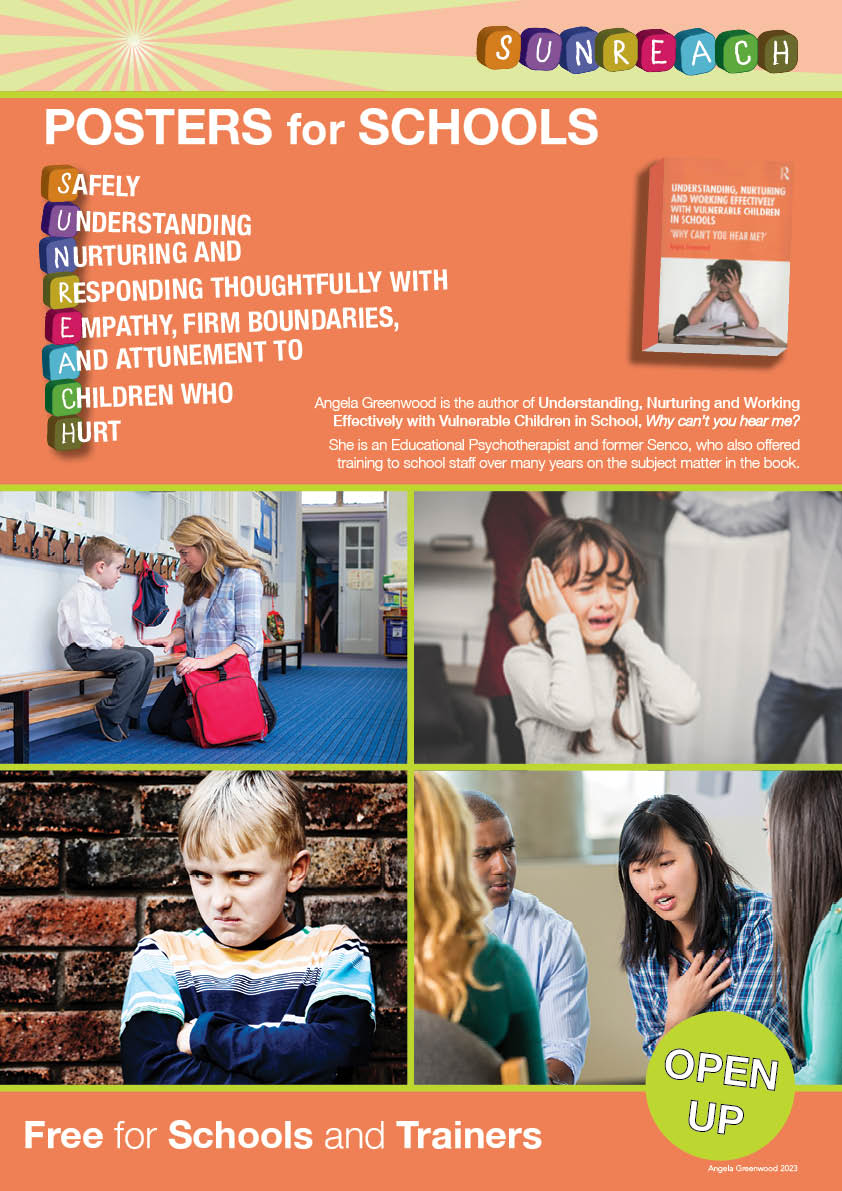 SUNREACH
POSTERS for SCHOOLS
SAFELY
UNDERSTANDING
NURTURING AND
RESPONDING THOUGHTFULLY WITH
EMPATHY, FIRM BOUNDARIES,
AND ATTUNEMENT TO
CHILDREN WHO
HURT
R
UNDERSTANDING, NURTURING
AND WORKING EFFECTIVELY
WITH VULNERABLE CHILDREN
IN SCHOOLS
'WHY CAN'T YOU HEAR ME?'
Angela Greenwood
Angela Greenwood is the author of Understanding, Nurturing and Working
Effectively with Vulnerable Children in School, Why can't you hear me?
She is an Educational Psychotherapist and former Senco, who also offered
training to school staff over many years on the subject matter in the book.
OPEN
UP
Free for Schools and Trainers
Angela Greenwood 2023